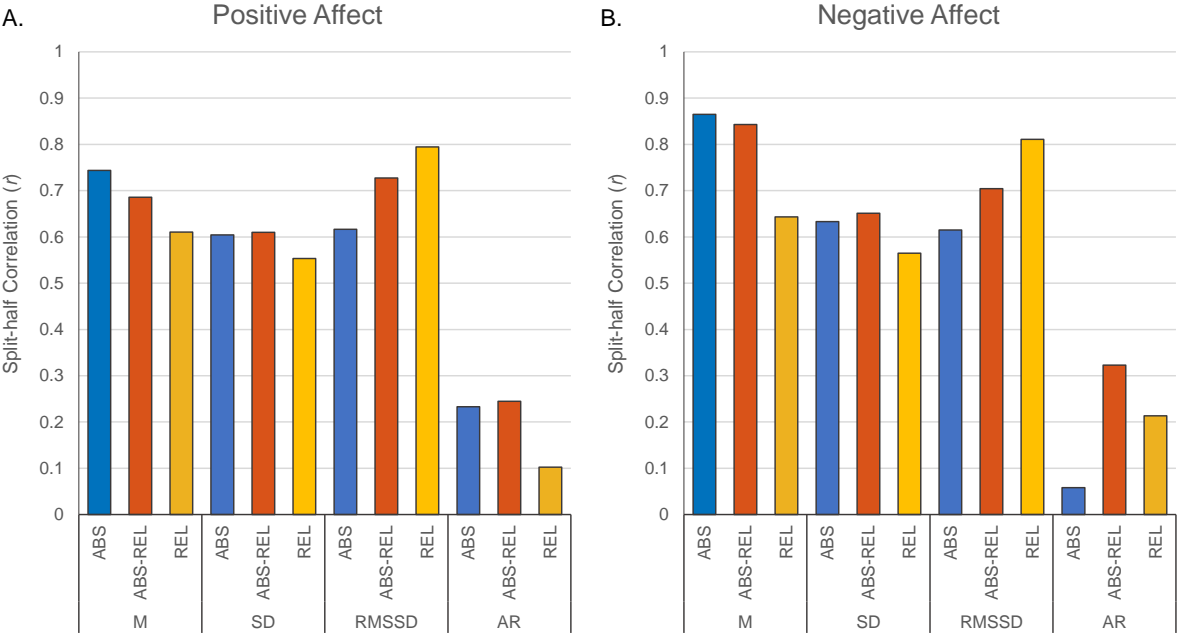 A.
Positive Affect
Split-half Correlation (r)
1
0.9
0.8
0.7
0.6
0.5
0.4
0.3
0.2
0.1
0
ABS
ABS-REL
REL
ABS
ABS-REL
REL
ABS
ABS-REL
REL
ABS
ABS-REL
REL
M
SD
RMSSD
AR
B.
Negative Affect
Split-half Correlation (r)
1
0.9
0.8
0.7
0.6
0.5
0.4
0.3
0.2
0.1
0
ABS
ABS-REL
REL
ABS
ABS-REL
REL
ABS
ABS-REL
REL
ABS
ABS-REL
REL
M
SD
RMSSD
AR